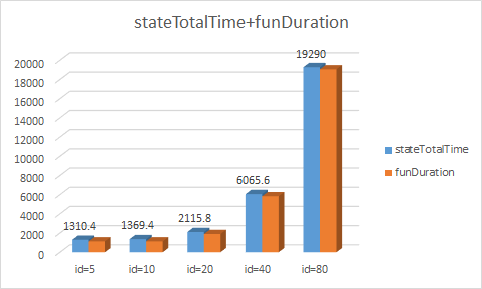 stateTotalTime+funDuration
20000
18000
16000
14000
12000
10000
8000
6000
4000
2000
0
1310.4
1369.4
2115.8
6065.6
19290
id=5
id=10
id=20
id=40
id=80
stateTotalTime
funDuration